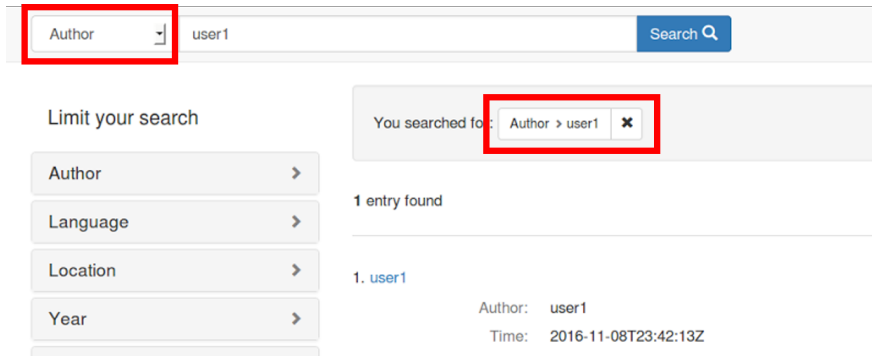 Author user1 Search
Limit your search
You searched for: Author > user1 ✖
Author
Language
Location
Year
1 entry found
1. user1
Author: user1
Time: 2016-11-08T23:42:13Z